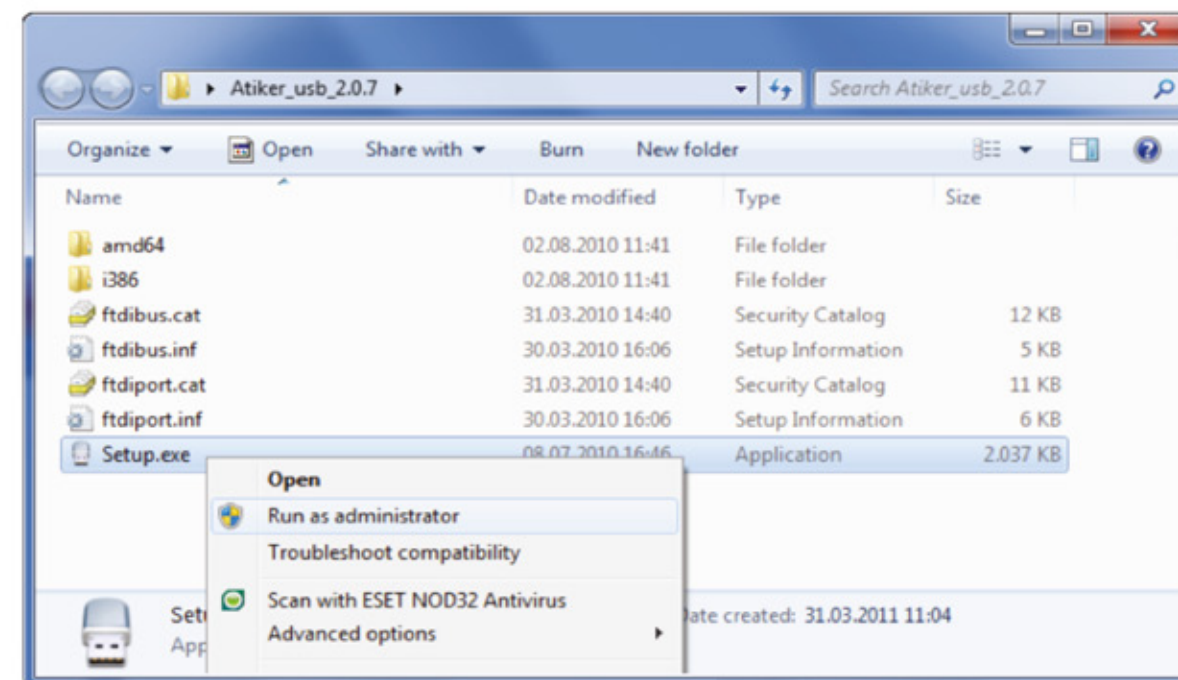 Atiker_usb_2.0.7
Search Atiker_usb_2.0.7
Organize Open Share with Burn New folder
Name Date modified Type Size
amd64 02.08.2010 11:41 File folder
i386 02.08.2010 11:41 File folder
ftdibus.cat 31.03.2010 14:40 Security Catalog 12 KB
ftdibus.inf 30.03.2010 16:06 Setup Information 5 KB
ftdiport.cat 31.03.2010 14:40 Security Catalog 11 KB
ftdiport.inf 30.03.2010 16:06 Setup Information 6 KB
Setup.exe 08.07.2010 16:46 Application 2.037 KB
Open
Run as administrator
Troubleshoot compatibility
Scan with ESET NOD32 Antivirus
Advanced options
Set
App
ate created: 31.03.2011 11:04